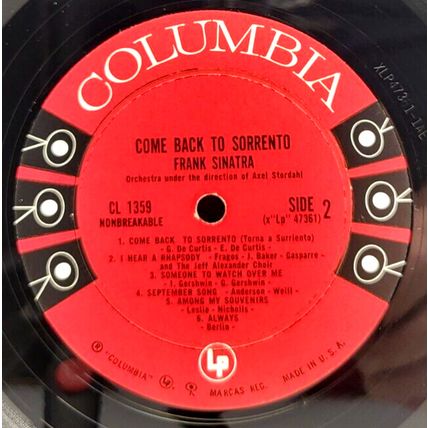 COLUMBIA
COME BACK TO SORRENTO
FRANK SINATRA
Orchestra under the direction of Axel Stordahl
CL 1359
NONBREAKABLE
SIDE 2
(x"Lp" 47361)
1. COME BACK TO SORRENTO (Torna a Surriento)
- G. De Curtis - E. De Curtis -
2. I HEAR A RHAPSODY - Fragos - J. Baker - Gasparre -
and The Jeff Alexander Choir
3. SOMEONE TO WATCH OVER ME
- I. Gershwin - G. Gershwin -
4. SEPTEMBER SONG - Anderson - Weill -
5. AMONG MY SOUVENIRS
- Leslie - Nicholls -
6. ALWAYS
- Berlin -
LP
® "COLUMBIA" MARCAS REG. MADE IN U.S.A.